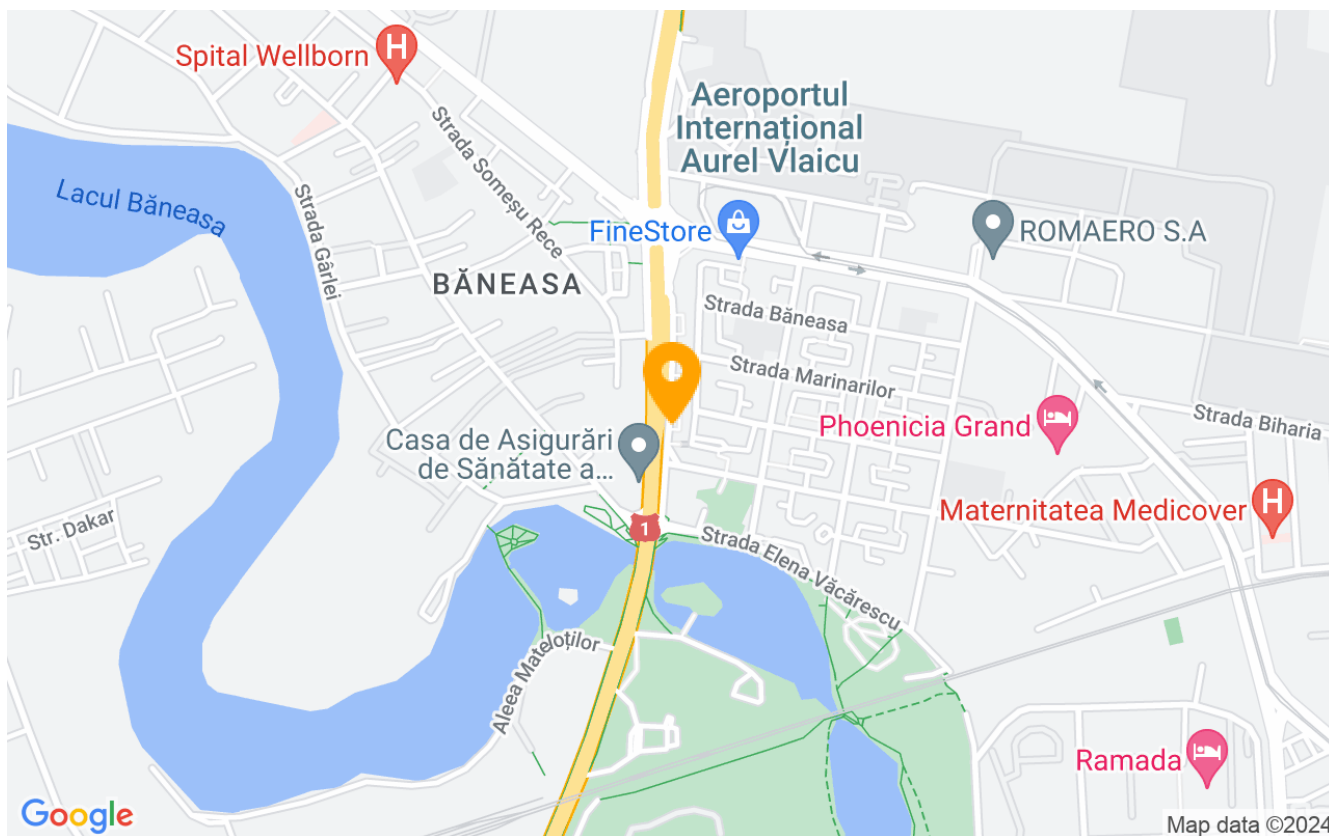 Spital Wellborn
H
Aeroportul
Internațional
Aurel Vlaicu
Lacul Băneasa
Strada Someșu Rece
Strada Gârlei
FineStore
ROMAERO S.A
BĂNEASA
Strada Băneasa
Strada Marinarilor
Strada Biharia
Phoenicia Grand
Casa de Asigurări
de Sănătate a...
Maternitatea Medicover
H
Str. Dakar
1
Strada Elena Văcărescu
Aleea Mateloților
Ramada
Google
Map data ©2024